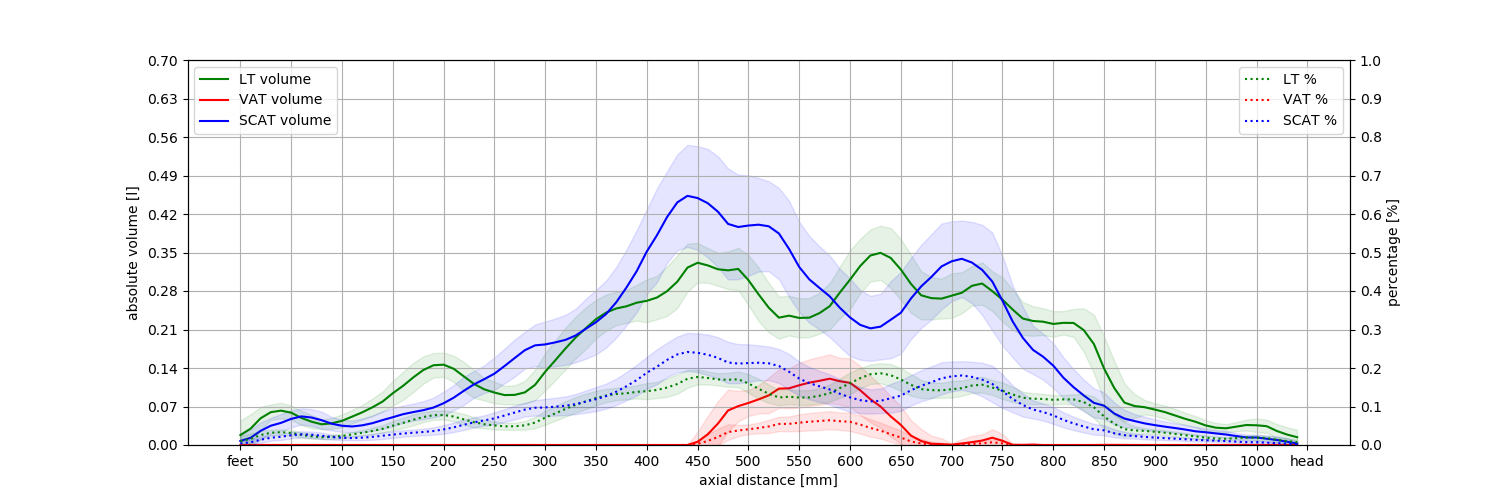 LT volume
VAT volume
SCAT volume
LT %
VAT %
SCAT %
absolute volume [l]
0.70
0.63
0.56
0.49
0.42
0.35
0.28
0.21
0.14
0.07
0.00
percentage [%]
1.0
0.9
0.8
0.7
0.6
0.5
0.4
0.3
0.2
0.1
0.0
feet 50 100 150 200 250 300 350 400 450 500 550 600 650 700 750 800 850 900 950 1000 head
axial distance [mm]